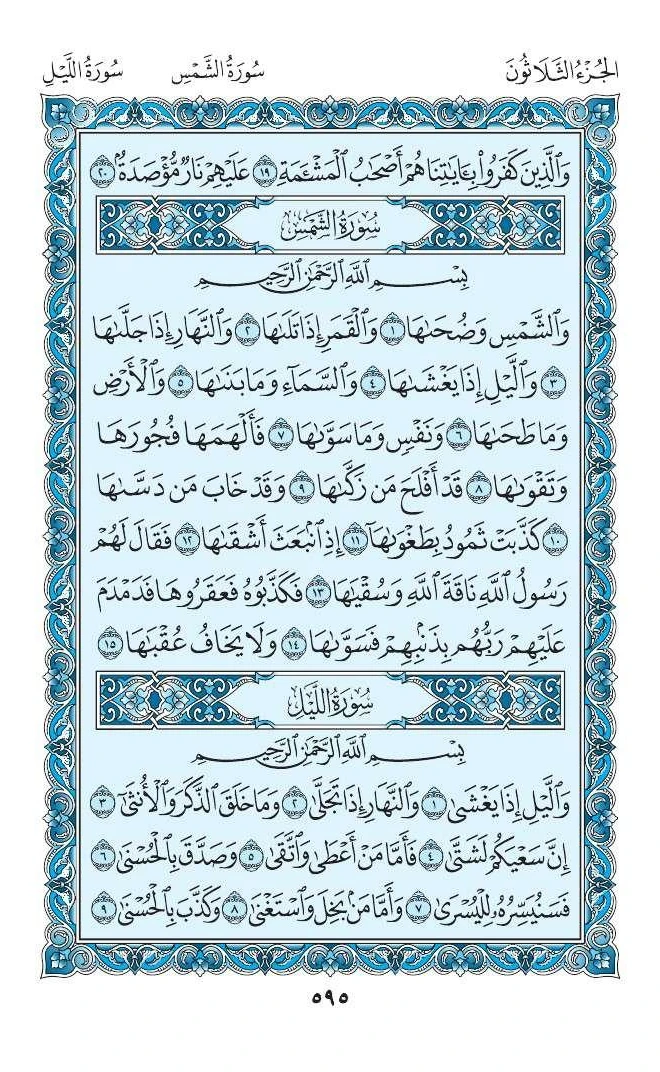 الجُزْءُ الثَّلَاثُونَ سُورَةُ الشَّمْسِ سُورَةُ اللَّيْلِ
وَٱلَّذِينَ كَفَرُوا۟ بِـَٔايَـٰتِنَا هُمْ أَصْحَـٰبُ ٱلْمَشْـَٔمَةِ ١٩ عَلَيْهِمْ نَارٌ مُّؤْصَدَةٌۢ ٢٠
سُورَةُ الشَّمْسِ
بِسْمِ ٱللَّهِ ٱلرَّحْمَـٰنِ ٱلرَّحِيمِ
وَٱلشَّمْسِ وَضُحَىٰهَا ١ وَٱلْقَمَرِ إِذَا تَلَىٰهَا ٢ وَٱلنَّهَارِ إِذَا جَلَّىٰهَا
٣ وَٱلَّيْلِ إِذَا يَغْشَىٰهَا ٤ وَٱلسَّمَآءِ وَمَا بَنَىٰهَا ٥ وَٱلْأَرْضِ
وَمَا طَحَىٰهَا ٦ وَنَفْسٍ وَمَا سَوَّىٰهَا ٧ فَأَلْهَمَهَا فُجُورَهَا
وَتَقْوَىٰهَا ٨ قَدْ أَفْلَحَ مَن زَكَّىٰهَا ٩ وَقَدْ خَابَ مَن دَسَّىٰهَا
١٠ كَذَّبَتْ ثَمُودُ بِطَغْوَىٰهَآ ١١ إِذِ ٱنۢبَعَثَ أَشْقَىٰهَا ١٢ فَقَالَ لَهُمْ
رَسُولُ ٱللَّهِ نَاقَةَ ٱللَّهِ وَسُقْيَـٰهَا ١٣ فَكَذَّبُوهُ فَعَقَرُوهَا فَدَمْدَمَ
عَلَيْهِمْ رَبُّهُم بِذَنۢبِهِمْ فَسَوَّىٰهَا ١٤ وَلَا يَخَافُ عُقْبَـٰهَا ١٥
سُورَةُ اللَّيْلِ
بِسْمِ ٱللَّهِ ٱلرَّحْمَـٰنِ ٱلرَّحِيمِ
وَٱلَّيْلِ إِذَا يَغْشَىٰ ١ وَٱلنَّهَارِ إِذَا تَجَلَّىٰ ٢ وَمَا خَلَقَ ٱلذَّكَرَ وَٱلْأُنثَىٰٓ ٣
إِنَّ سَعْيَكُمْ لَشَتَّىٰ ٤ فَأَمَّا مَنْ أَعْطَىٰ وَٱتَّقَىٰ ٥ وَصَدَّقَ بِٱلْحُسْنَىٰ ٦
فَسَنُيَسِّرُهُۥ لِلْيُسْرَىٰ ٧ وَأَمَّا مَنۢ بَخِلَ وَٱسْتَغْنَىٰ ٨ وَكَذَّبَ بِٱلْحُسْنَىٰ ٩
٥٩٥